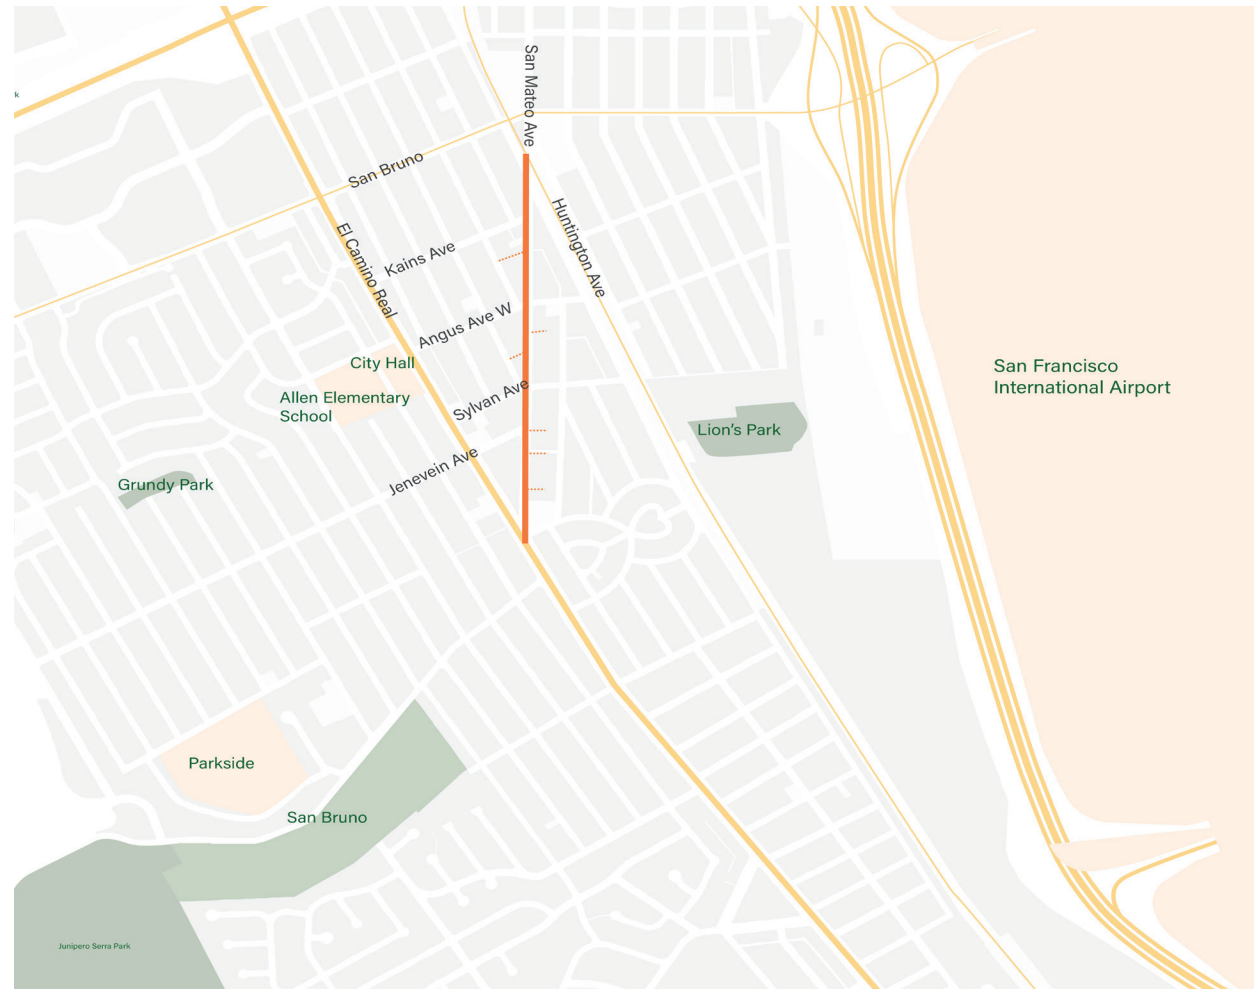 San Mateo Ave
k
San Bruno
Huntington Ave
El Camino Real
Kains Ave
Angus Ave W
City Hall
San Francisco
International Airport
Allen Elementary
School
Sylvan Ave
Lion's Park
Jenevein Ave
Grundy Park
Parkside
San Bruno
Junipero Serra Park